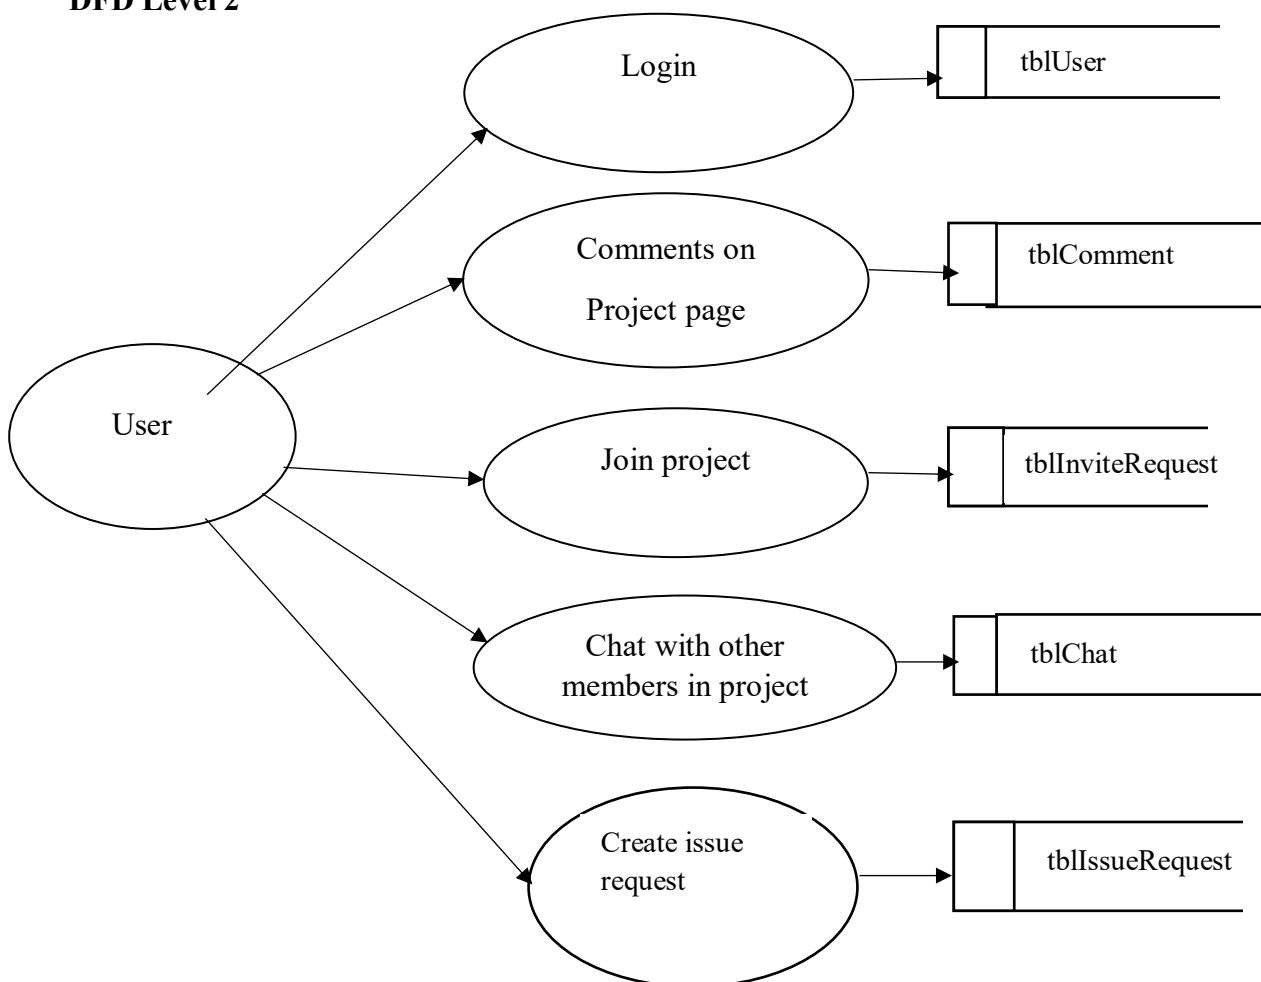 DFD Level 2
Login
tblUser
Comments on
Project page
tblComment
User
Join project
tblInviteRequest
Chat with other
members in project
tblChat
Create issue
request
tblIssueRequest